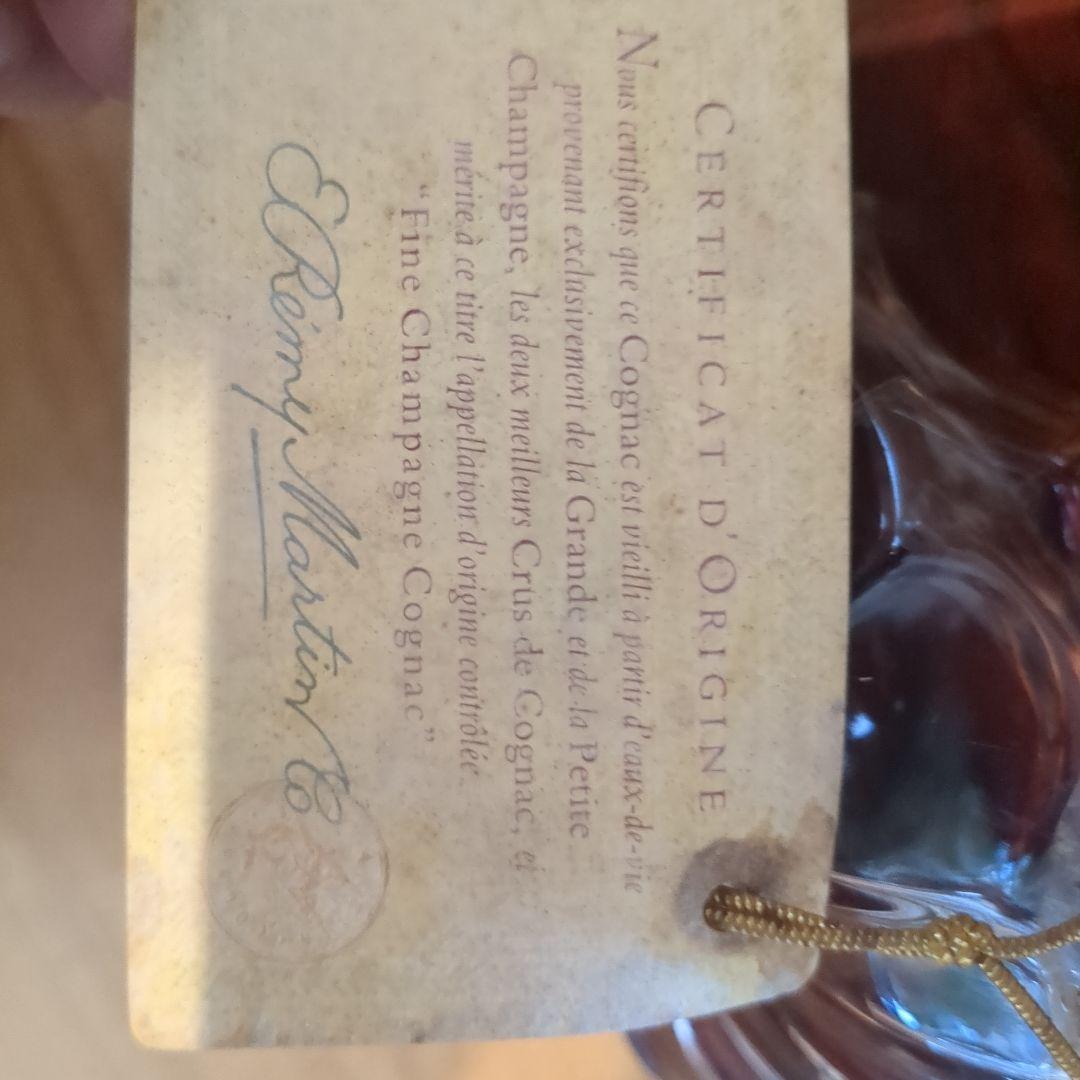 CERTIFICAT D'ORIGINE
Nous certifions que ce Cognac est vieilli à partir d'eaux-de-vie
provenant exclusivement de la Grande et de la Petite
Champagne, les deux meilleurs Crus de Cognac, et
mérite à ce titre l'appellation d'origine contrôlée
"Fine Champagne Cognac"
E. Rémy Martin & Co